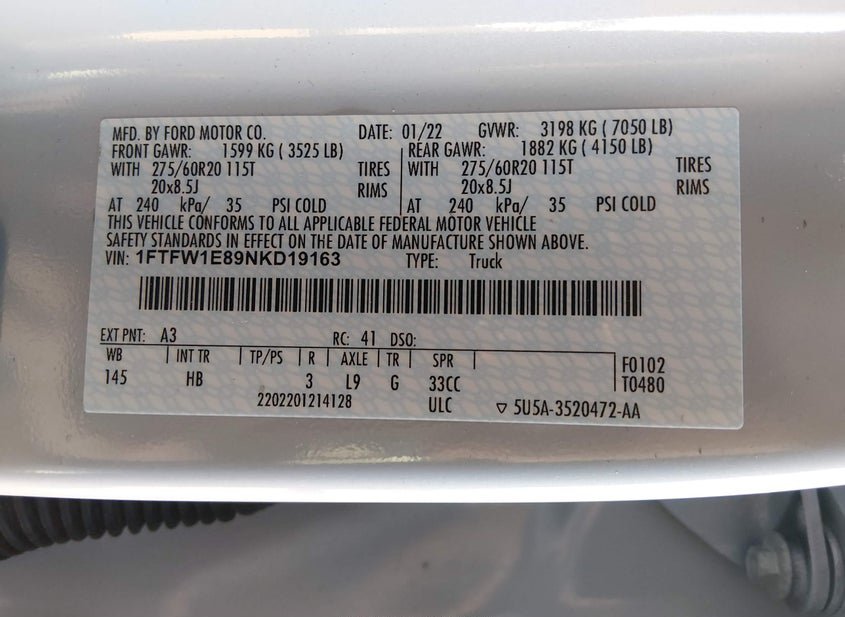 MFD. BY FORD MOTOR CO. DATE: 01/22 GVWR: 3198 KG ( 7050 LB)
FRONT GAWR: 1599 KG ( 3525 LB) REAR GAWR: 1882 KG ( 4150 LB)
WITH 275/60R20 115T TIRES WITH 275/60R20 115T TIRES
20x8.5J RIMS 20x8.5J RIMS
AT 240 kPa/ 35 PSI COLD AT 240 kPa/ 35 PSI COLD
THIS VEHICLE CONFORMS TO ALL APPLICABLE FEDERAL MOTOR VEHICLE
SAFETY STANDARDS IN EFFECT ON THE DATE OF MANUFACTURE SHOWN ABOVE.
VIN: 1FTFW1E89NKD19163 TYPE: Truck
EXT PNT: A3 RC: 41 DSO:
WB INT TR TP/PS R AXLE TR SPR F0102
145 HB 3 L9 G 33CC T0480
2202201214128 ULC ▽ 5U5A-3520472-AA